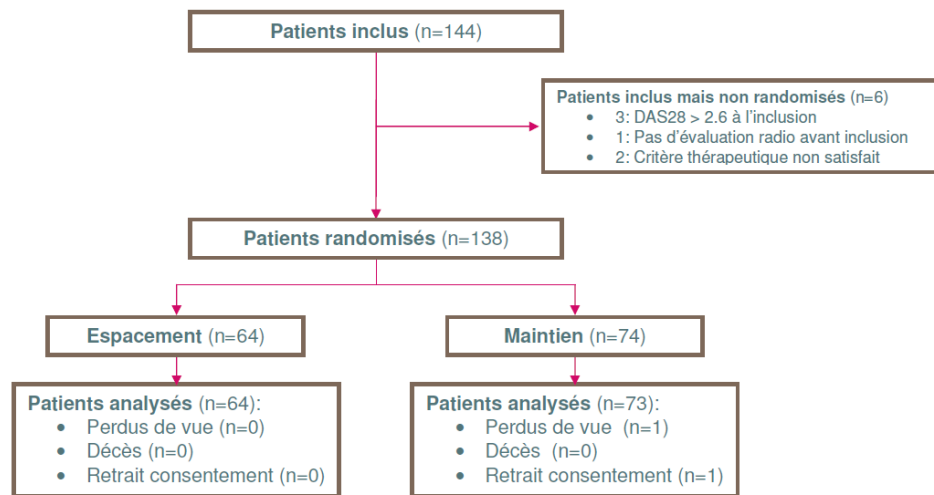 Patients inclus (n=144)
Patients inclus mais non randomisés (n=6)
• 3: DAS28 > 2.6 à l'inclusion
• 1: Pas d'évaluation radio avant inclusion
• 2: Critère thérapeutique non satisfait
Patients randomisés (n=138)
Espacement (n=64)
Maintien (n=74)
Patients analysés (n=64):
• Perdus de vue (n=0)
• Décès (n=0)
• Retrait consentement (n=0)
Patients analysés (n=73):
• Perdus de vue (n=1)
• Décès (n=0)
• Retrait consentement (n=1)